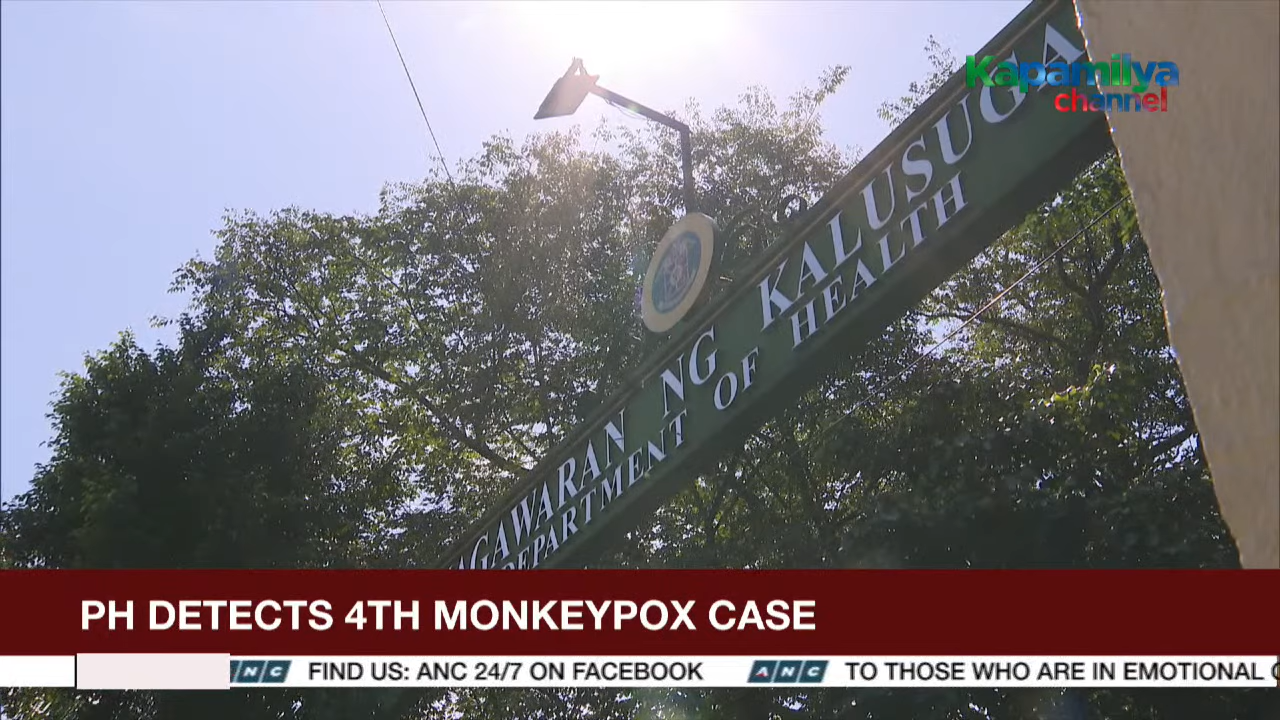 Kapamilya
channel
AGAWARAN NG KALUSUGA
DEPARTMENT OF HEALTH
PH DETECTS 4TH MONKEYPOX CASE
ANC FIND US: ANC 24/7 ON FACEBOOK ANC TO THOSE WHO ARE IN EMOTIONAL